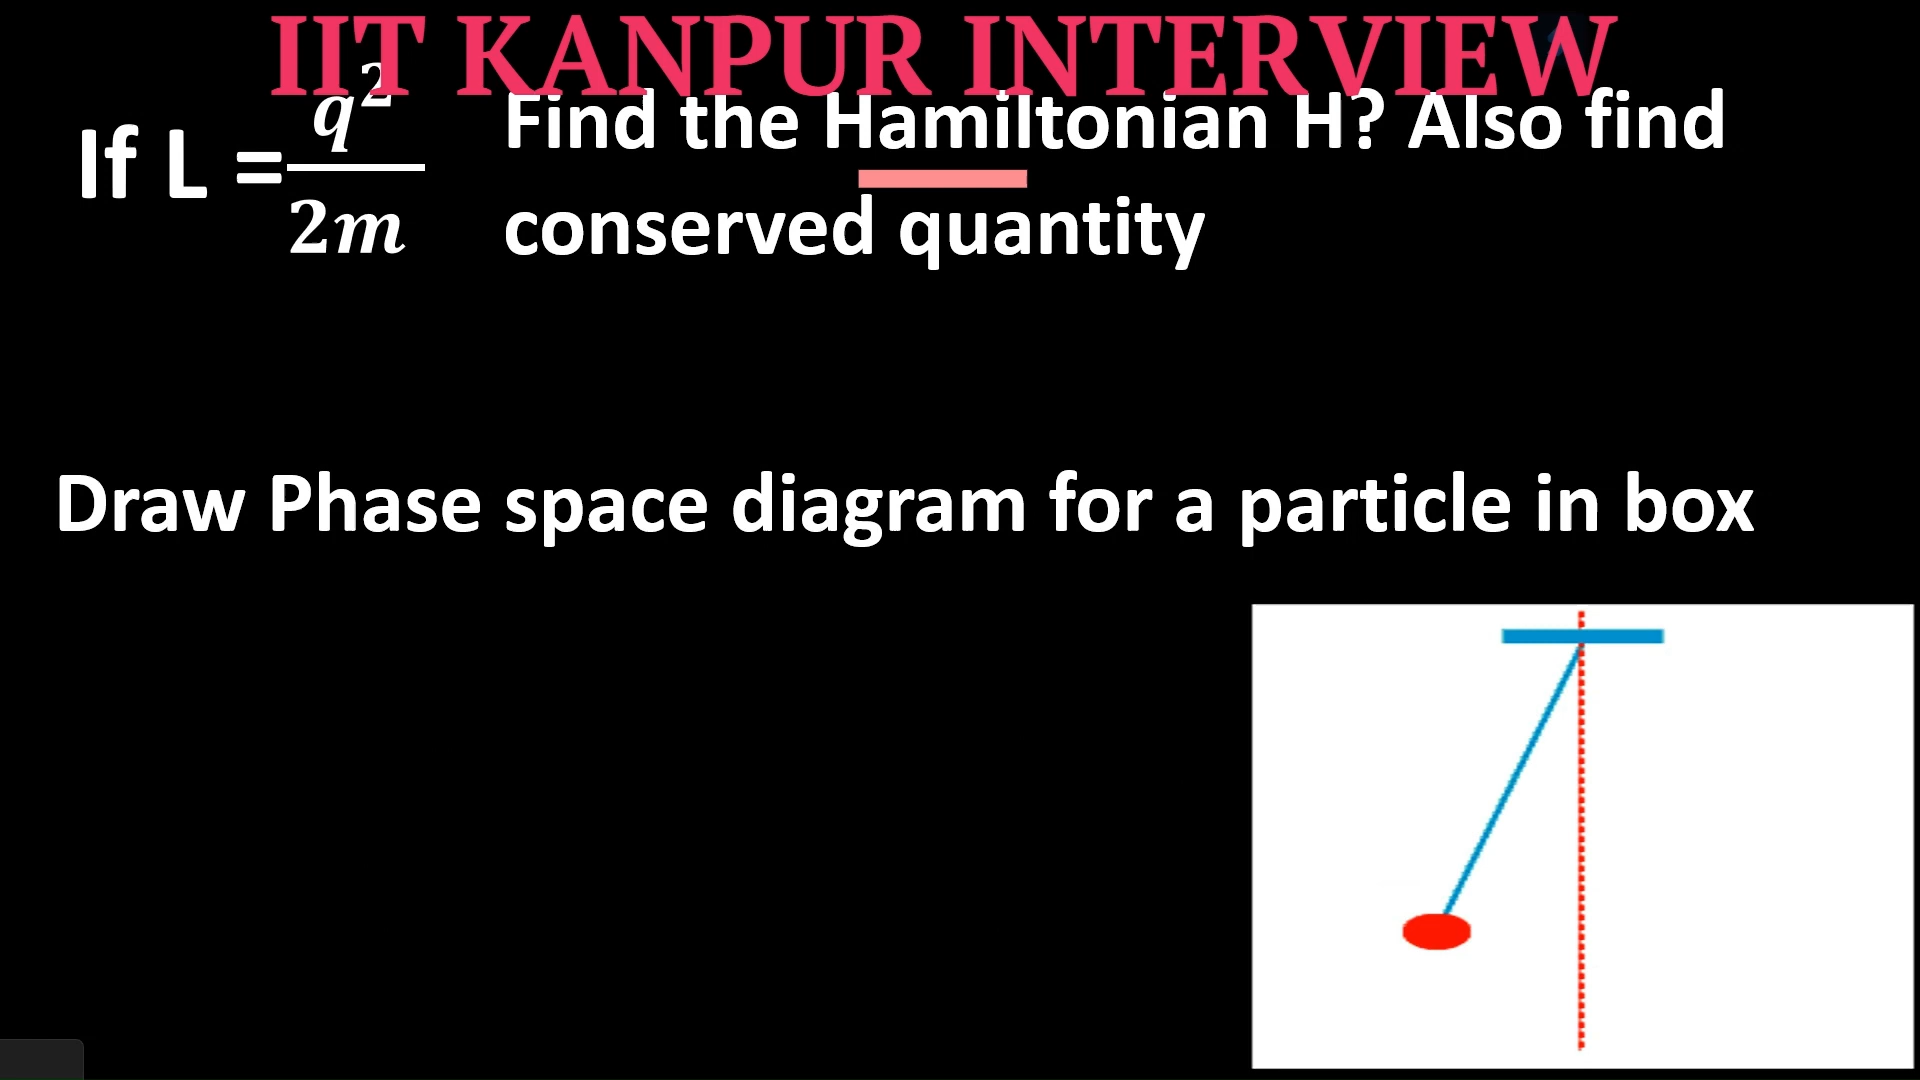 IIT KANPUR INTERVIEW
If L = q²/2m Find the Hamiltonian H? Also find
conserved quantity
Draw Phase space diagram for a particle in box